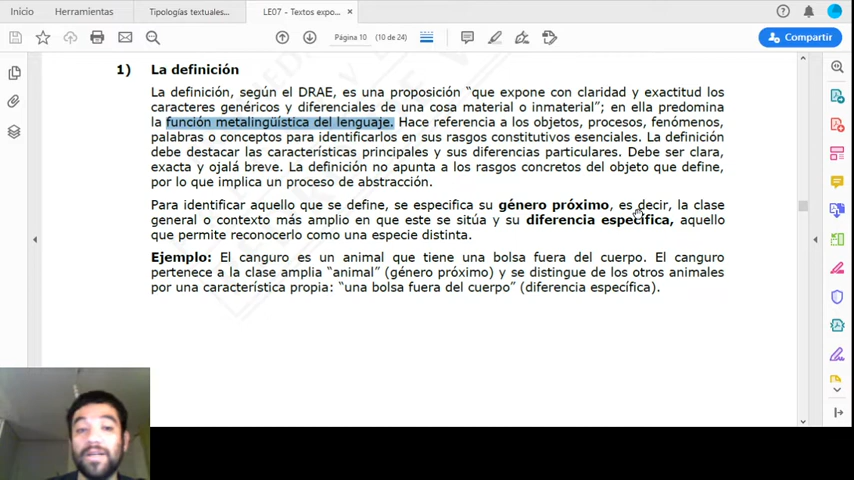 Inicio
Herramientas
Tipologías textuales...
LE07 - Textos expo...
×
Compartir
Página 10
(10 de 24)
1) La definición
La definición, según el DRAE, es una proposición “que expone con claridad y exactitud los
caracteres genéricos y diferenciales de una cosa material o inmaterial”; en ella predomina
la función metalingüística del lenguaje. Hace referencia a los objetos, procesos, fenómenos,
palabras o conceptos para identificarlos en sus rasgos constitutivos esenciales. La definición
debe destacar las características principales y sus diferencias particulares. Debe ser clara,
exacta y ojalá breve. La definición no apunta a los rasgos concretos del objeto que define,
por lo que implica un proceso de abstracción.
Para identificar aquello que se define, se especifica su género próximo, es decir, la clase
general o contexto más amplio en que este se sitúa y su diferencia específica, aquello
que permite reconocerlo como una especie distinta.
Ejemplo: El canguro es un animal que tiene una bolsa fuera del cuerpo. El canguro
pertenece a la clase amplia “animal” (género próximo) y se distingue de los otros animales
por una característica propia: “una bolsa fuera del cuerpo” (diferencia específica).